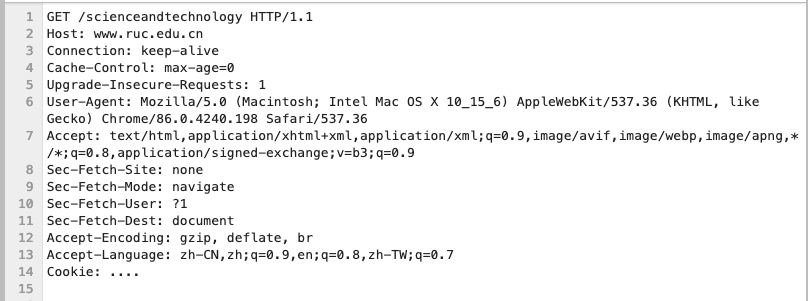 1 GET /scienceandtechnology HTTP/1.1
2 Host: www.ruc.edu.cn
3 Connection: keep-alive
4 Cache-Control: max-age=0
5 Upgrade-Insecure-Requests: 1
6 User-Agent: Mozilla/5.0 (Macintosh; Intel Mac OS X 10_15_6) AppleWebKit/537.36 (KHTML, like
Gecko) Chrome/86.0.4240.198 Safari/537.36
7 Accept: text/html,application/xhtml+xml,application/xml;q=0.9,image/avif,image/webp,image/apng,*
/*;q=0.8,application/signed-exchange;v=b3;q=0.9
8 Sec-Fetch-Site: none
9 Sec-Fetch-Mode: navigate
10 Sec-Fetch-User: ?1
11 Sec-Fetch-Dest: document
12 Accept-Encoding: gzip, deflate, br
13 Accept-Language: zh-CN,zh;q=0.9,en;q=0.8,zh-TW;q=0.7
14 Cookie: ....
15